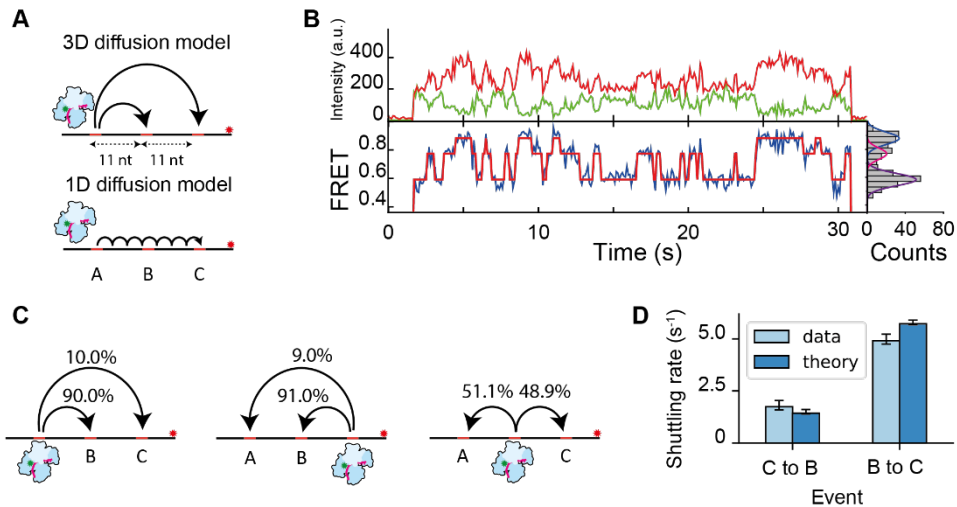 A
3D diffusion model
11 nt 11 nt
1D diffusion model
A B C
B
Intensity (a.u.)
400
200
0
FRET
0.8
0.6
0.4
0 10 20 30
Time (s)
0 40 80
Counts
C
10.0%
90.0%
B C
9.0%
91.0%
A B
51.1% 48.9%
A C
D
Shuttling rate (s⁻¹)
5.0
2.5
0
data
theory
C to B B to C
Event